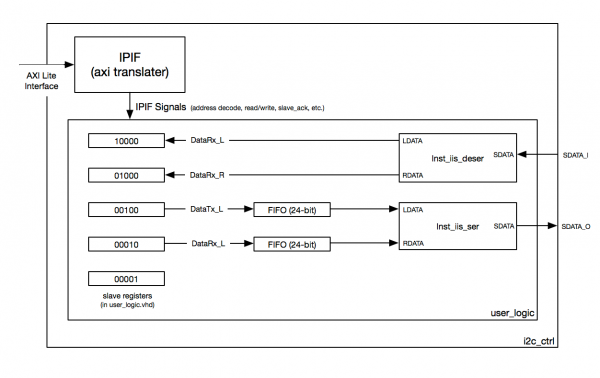 IPIF
(axi translater)
AXI Lite
Interface
IPIF Signals (address decode, read/write, slave_ack, etc.)
10000
DataRx_L
LDATA
Inst_iis_deser
SDATA
SDATA_I
01000
DataRx_R
RDATA
00100
DataTx_L
FIFO (24-bit)
LDATA
Inst_iis_ser
SDATA
SDATA_O
00010
DataRx_L
FIFO (24-bit)
RDATA
00001
slave registers
(in user_logic.vhd)
user_logic
i2c_ctrl